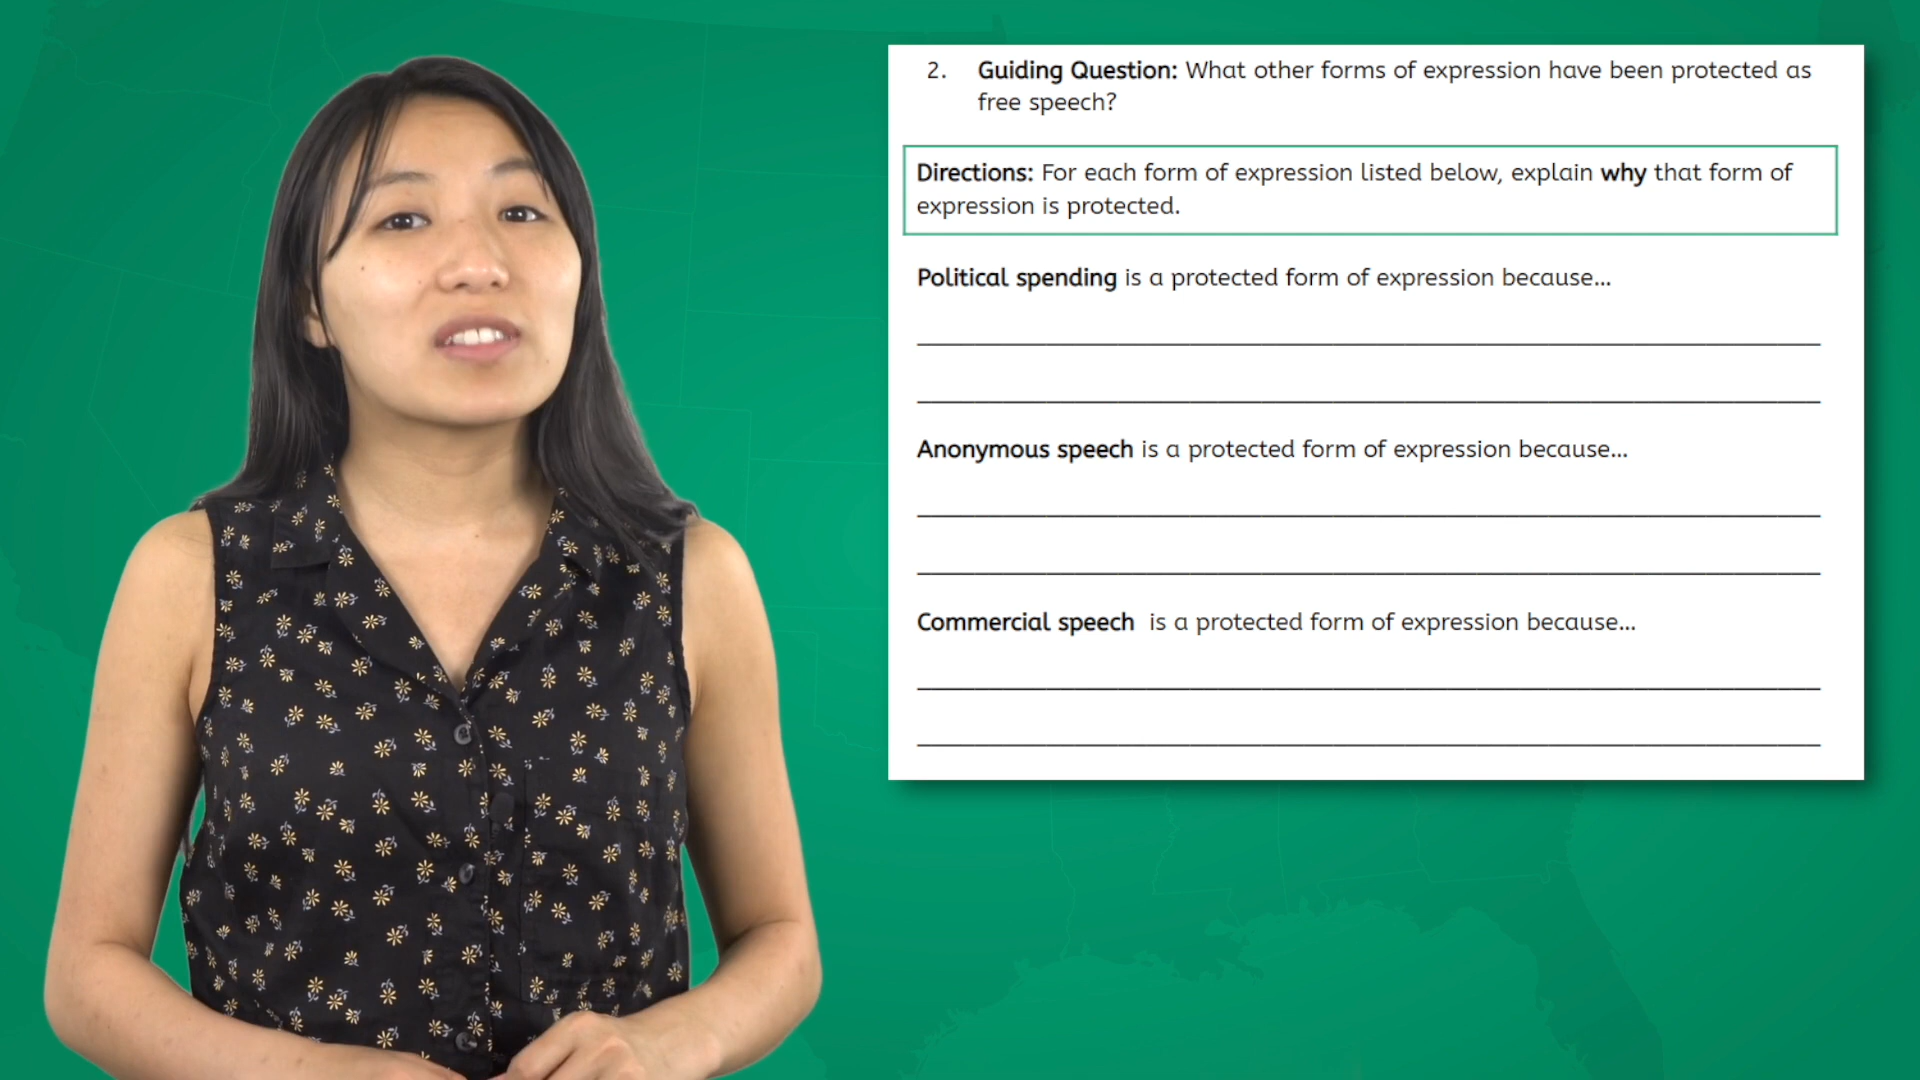 2. Guiding Question: What other forms of expression have been protected as
free speech?
Directions: For each form of expression listed below, explain why that form of
expression is protected.
Political spending is a protected form of expression because...
Anonymous speech is a protected form of expression because...
Commercial speech is a protected form of expression because...